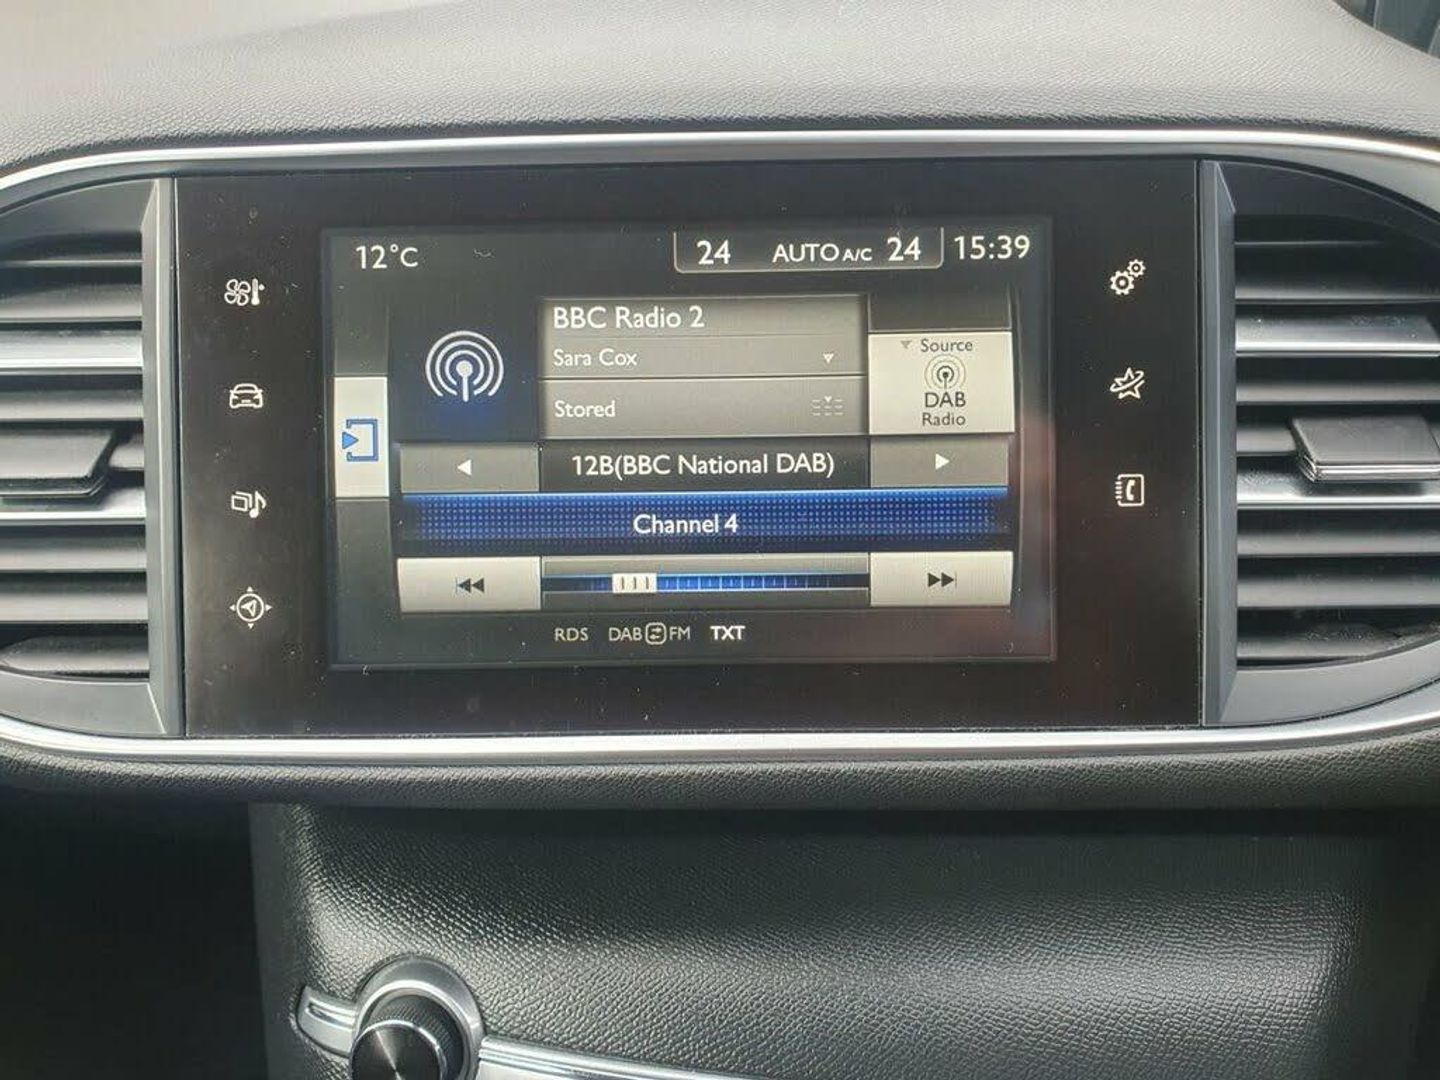 12°C 24 AUTO A/C 24 15:39
BBC Radio 2
Sara Cox
Stored
Source
DAB
Radio
12B(BBC National DAB)
Channel 4
RDS DAB FM TXT